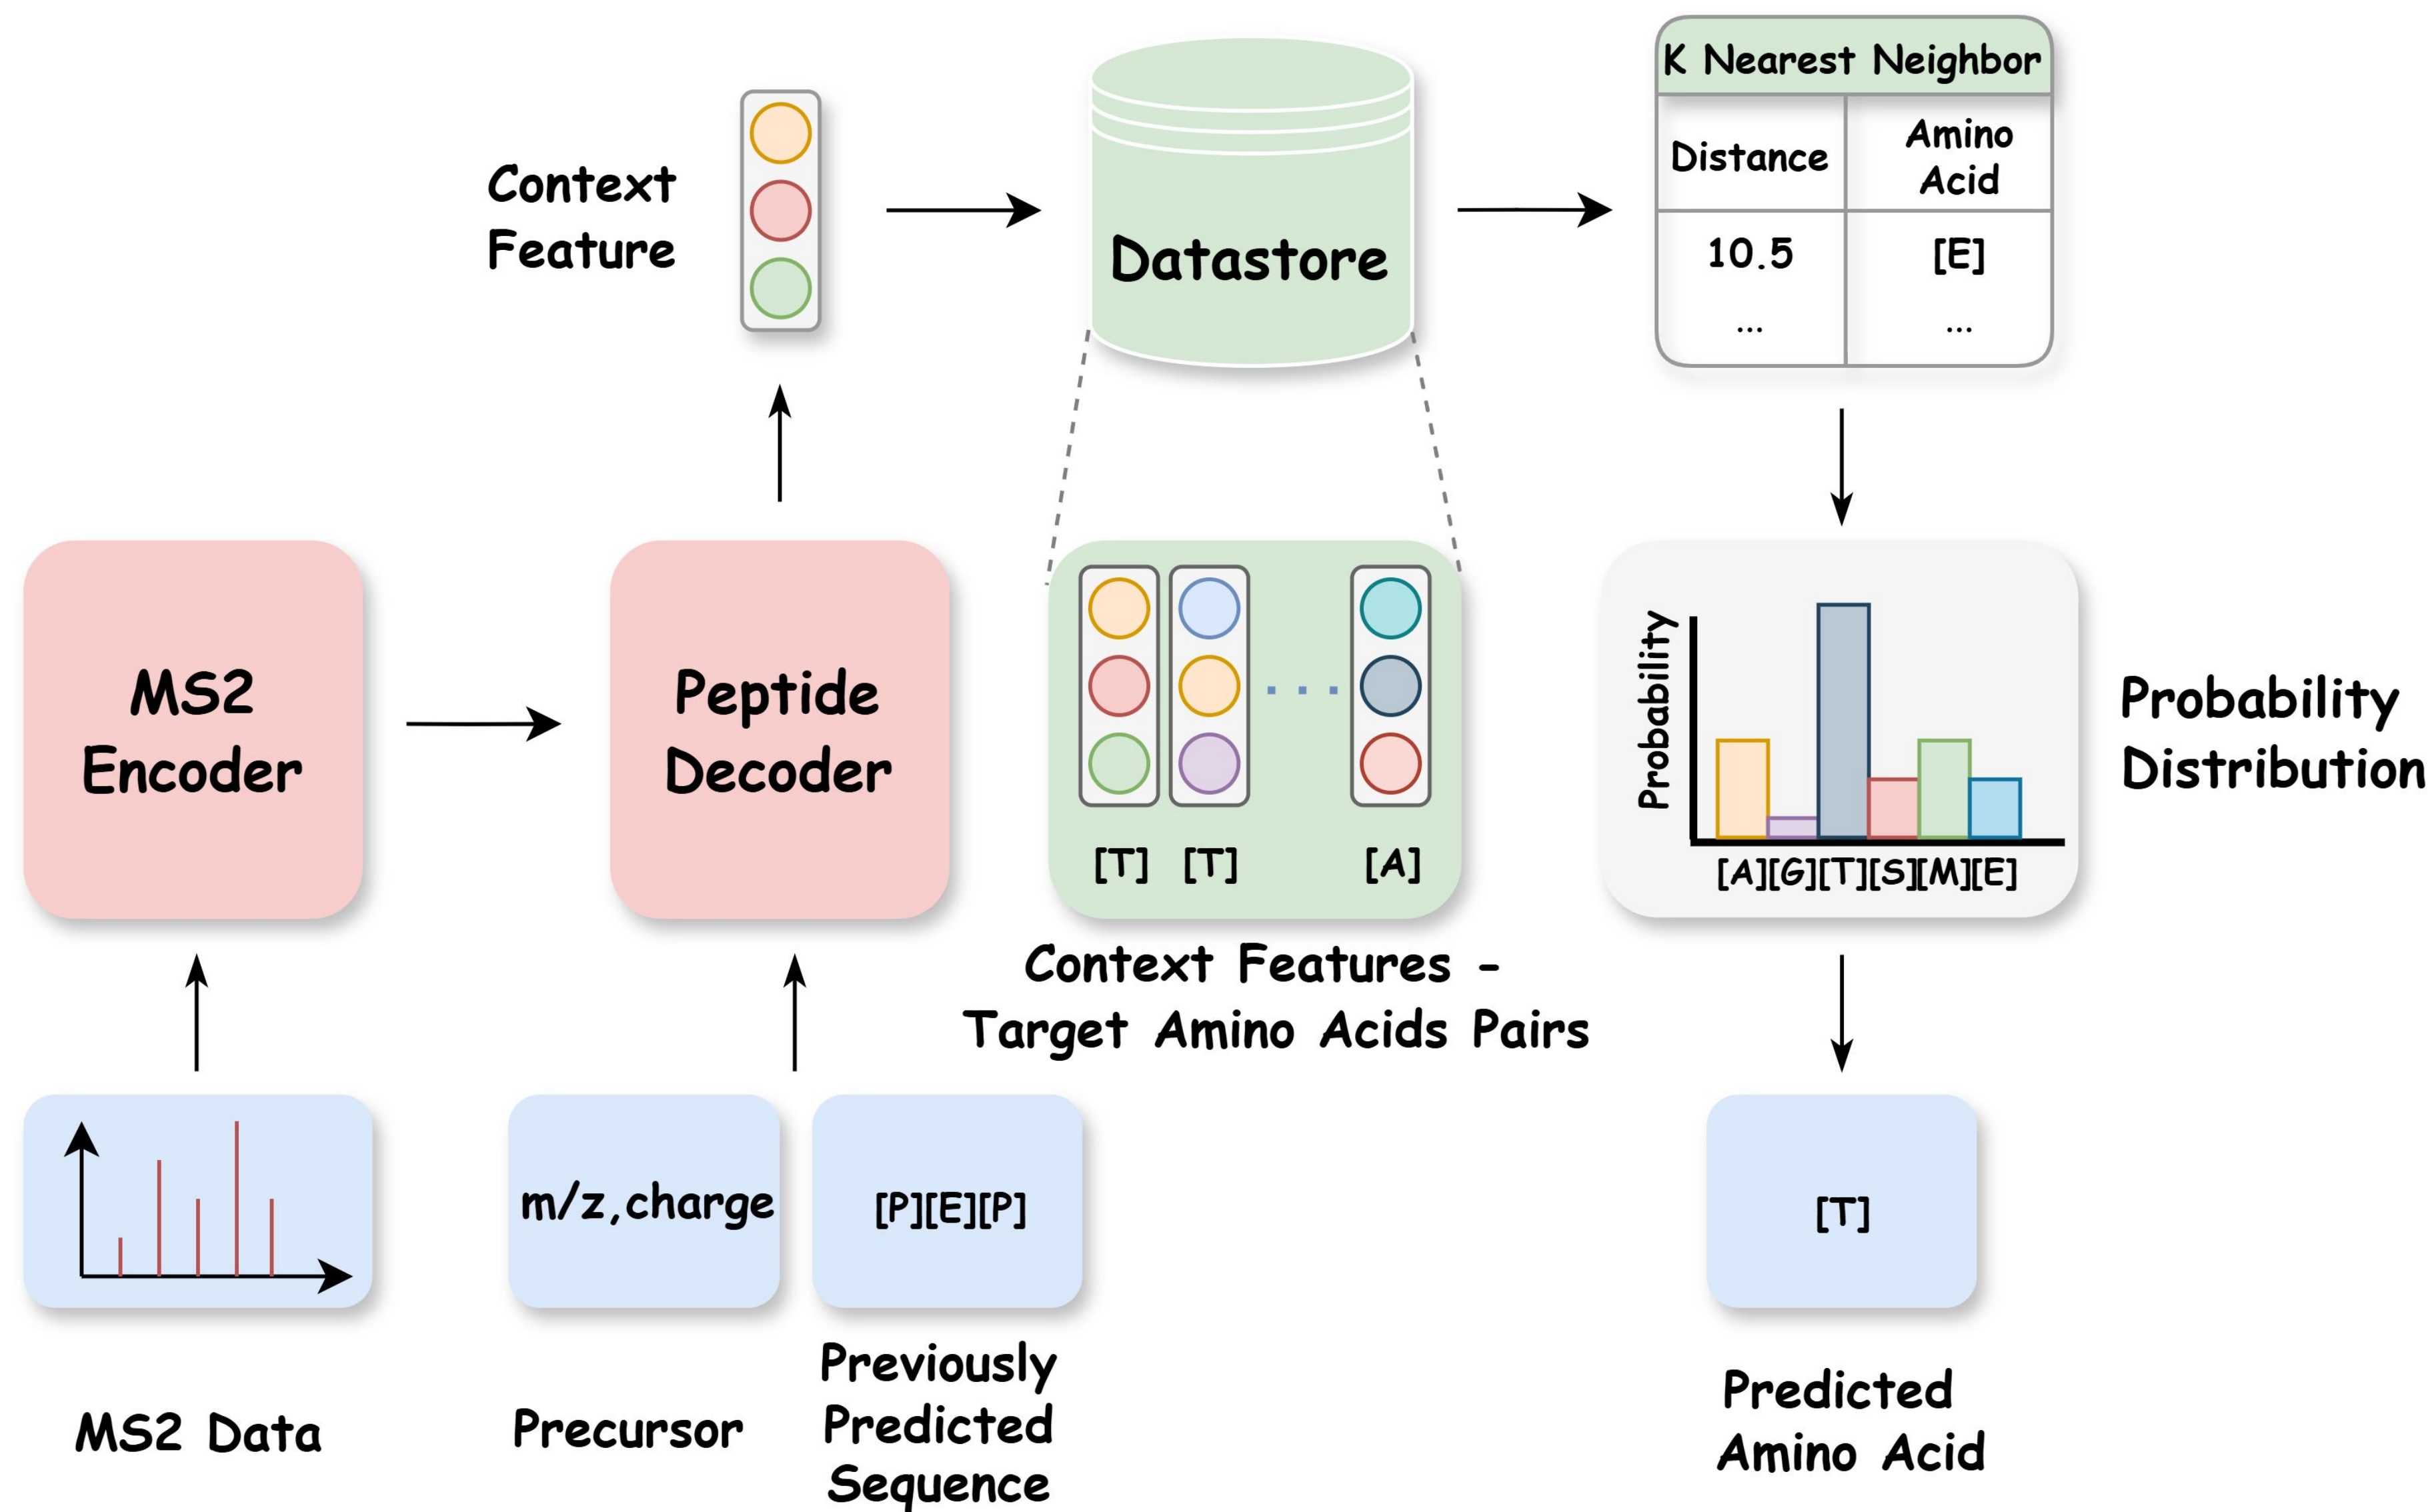 K Nearest Neighbor
Distance
Amino
Acid
10.5
[E]
...
...
Context
Feature
Datastore
MS2
Encoder
Peptide
Decoder
[T]
[T]
[A]
Context Features -
Target Amino Acids Pairs
Probability
[A][G][T][S][M][E]
Probability
Distribution
m/z,charge
[P][E][P]
[T]
MS2 Data
Precursor
Previously
Predicted
Sequence
Predicted
Amino Acid